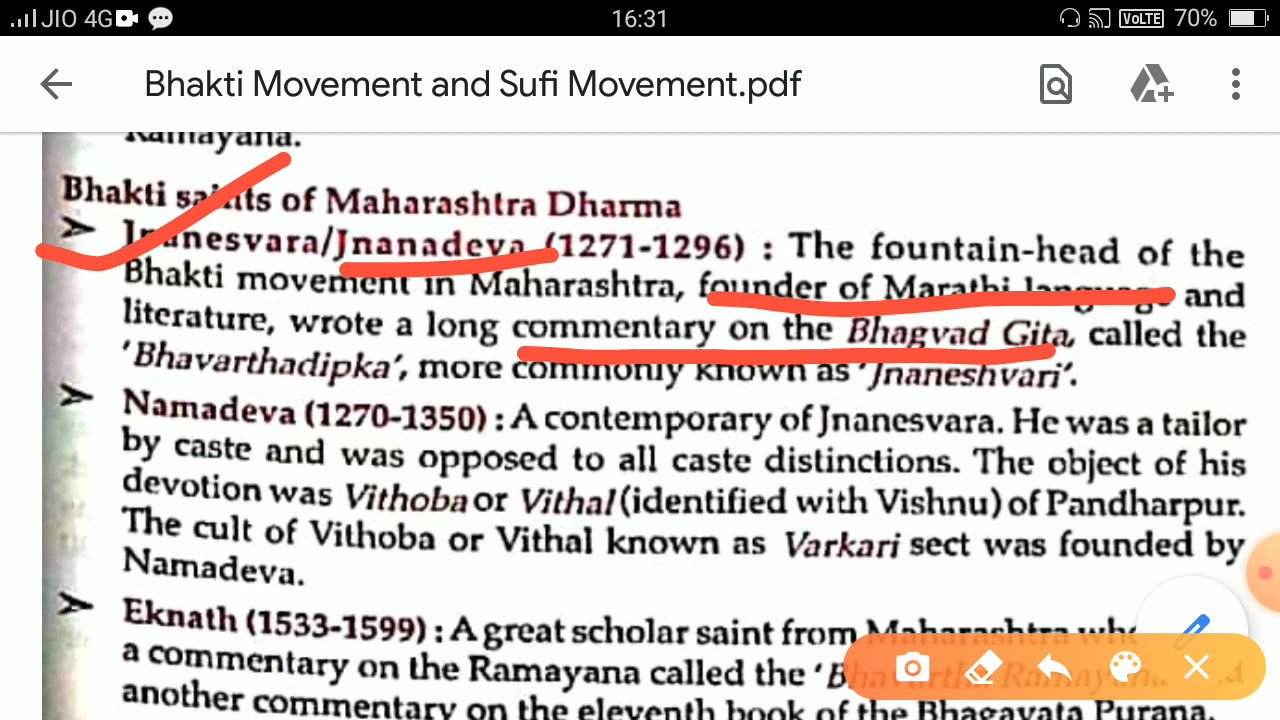 JIO 4G 16:31 VoLTE 70%
Bhakti Movement and Sufi Movement.pdf
Ramayana.
Bhakti saints of Maharashtra Dharma
➤ Jnanesvara/Jnanadeva (1271-1296) : The fountain-head of the
Bhakti movement in Maharashtra, founder of Marathi language and
literature, wrote a long commentary on the Bhagvad Gita, called the
'Bhavarthadipka', more commonly known as 'Jnaneshvari'.
➤ Namadeva (1270-1350) : A contemporary of Jnanesvara. He was a tailor
by caste and was opposed to all caste distinctions. The object of his
devotion was Vithoba or Vithal (identified with Vishnu) of Pandharpur.
The cult of Vithoba or Vithal known as Varkari sect was founded by
Namadeva.
➤ Eknath (1533-1599) : A great scholar saint from Maharashtra
a commentary on the Ramayana called the 'Bhavartha Ramayana.
another commentary on the eleventh book of the Bhagavata Purana.